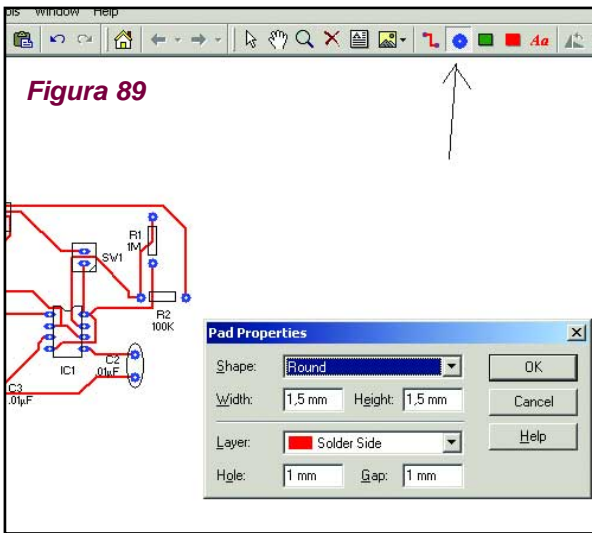 ols Window Help
Aa
Figura 89
R1
1M
SW1
R2
100K
IC1
C2
.01µF
C3
.01µF
Pad Properties
Shape: Round OK
Width: 1,5 mm Height: 1,5 mm Cancel
Layer: Solder Side Help
Hole: 1 mm Gap: 1 mm